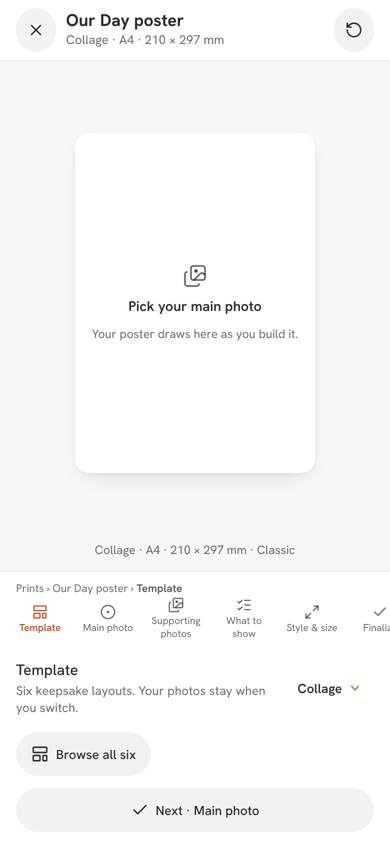 Our Day poster
Collage · A4 · 210 × 297 mm
Pick your main photo
Your poster draws here as you build it.
Collage · A4 · 210 × 297 mm · Classic
Prints › Our Day poster › Template
Template
Main photo
Supporting
photos
What to
show
Style & size
Finaliz
Template
Six keepsake layouts. Your photos stay when
you switch.
Collage
Browse all six
Next · Main photo